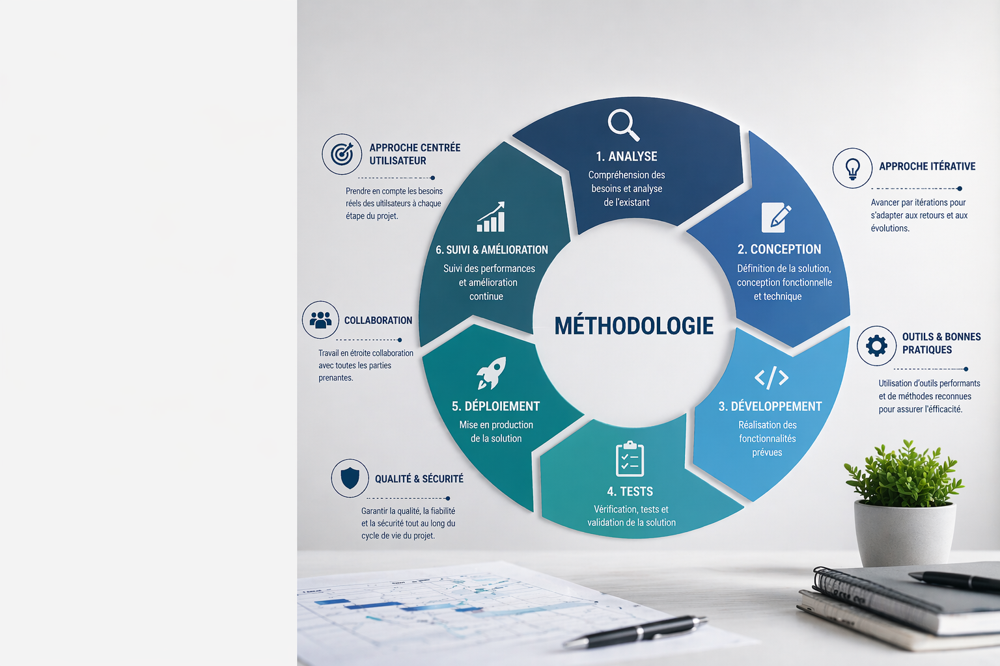 1. ANALYSE
Compréhension des
besoins et analyse
de l'existant
2. CONCEPTION
Définition de la solution,
conception fonctionnelle
et technique
3. DÉVELOPPEMENT
Réalisation des
fonctionnalités
prévues
4. TESTS
Vérification, tests et
validation de la solution
5. DÉPLOIEMENT
Mise en production
de la solution
6. SUIVI & AMÉLIORATION
Suivi des performances
et amélioration
continue
MÉTHODOLOGIE
APPROCHE CENTRÉE
UTILISATEUR
Prendre en compte les besoins
réels des uitilsateurs à chaque
étape du projet.
COLLABORATION
Travail en étroite collaboration
avec toutes les parties
prenantes.
QUALITÉ & SÉCURITÉ
Garantir la qualité, la fiabilité
et la sécurité tout au long du
cycle de vie du projet.
APPROCHE ITÉRATIVE
Avancer par itérations pour
s'adapter aux retours et aux
évolutions.
OUTILS & BONNES
PRATIQUES
Utilisation d'outils performants
et de méthodes reconnues
pour assurer l'éfficacité.